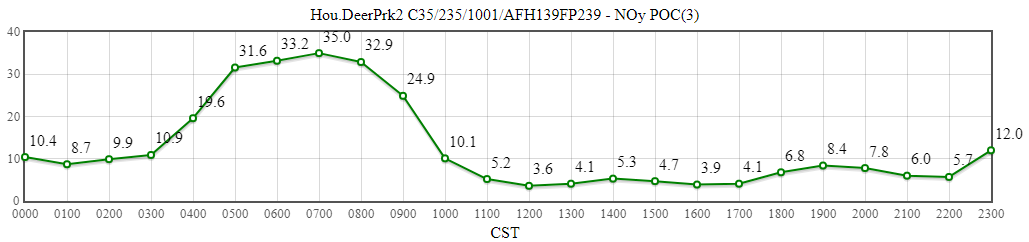 Hou.DeerPrk2 C35/235/1001/AFH139FP239 - NOy POC(3)
40
30
20
10
0
10.4 8.7 9.9 10.9 19.6 31.6 33.2 35.0 32.9 24.9 10.1 5.2 3.6 4.1 5.3 4.7 3.9 4.1 6.8 8.4 7.8 6.0 5.7 12.0
0000 0100 0200 0300 0400 0500 0600 0700 0800 0900 1000 1100 1200 1300 1400 1500 1600 1700 1800 1900 2000 2100 2200 2300
CST